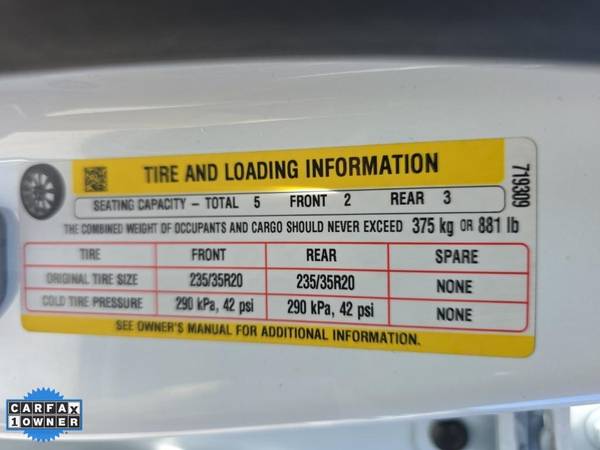 TIRE AND LOADING INFORMATION
SEATING CAPACITY – TOTAL 5 FRONT 2 REAR 3
THE COMBINED WEIGHT OF OCCUPANTS AND CARGO SHOULD NEVER EXCEED 375 kg OR 881 lb
TIRE FRONT REAR SPARE
ORIGINAL TIRE SIZE 235/35R20 235/35R20 NONE
COLD TIRE PRESSURE 290 kPa, 42 psi 290 kPa, 42 psi NONE
SEE OWNER'S MANUAL FOR ADDITIONAL INFORMATION.
719309
CARFAX
1 OWNER